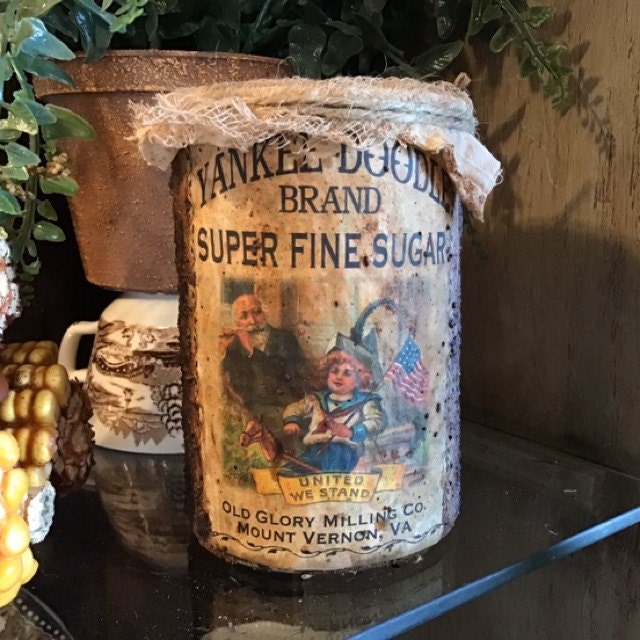 YANKEE DOODLE
BRAND
SUPER FINE SUGAR
UNITED
WE STAND
OLD GLORY MILLING CO.
MOUNT VERNON, VA